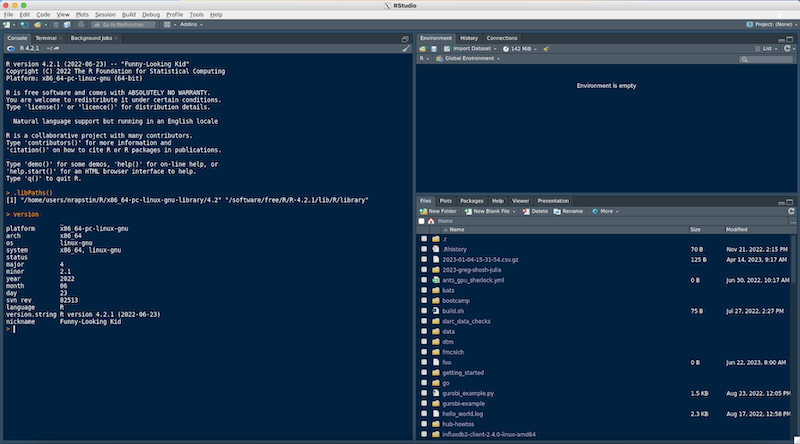 RStudio
File Edit Code View Plots Session Build Debug Profile Tools Help
Go to file/function Addins Project: (None)
Console Terminal Background Jobs
R 4.2.1 · ~/
R version 4.2.1 (2022-06-23) -- "Funny-Looking Kid"
Copyright (C) 2022 The R Foundation for Statistical Computing
Platform: x86_64-pc-linux-gnu (64-bit)
R is free software and comes with ABSOLUTELY NO WARRANTY.
You are welcome to redistribute it under certain conditions.
Type 'license()' or 'licence()' for distribution details.
Natural language support but running in an English locale
R is a collaborative project with many contributors.
Type 'contributors()' for more information and
'citation()' on how to cite R or R packages in publications.
Type 'demo()' for some demos, 'help()' for on-line help, or
'help.start()' for an HTML browser interface to help.
Type 'q()' to quit R.
> .libPaths()
[1] "/home/users/mrapstin/R/x86_64-pc-linux-gnu-library/4.2" "/software/free/R/R-4.2.1/lib/R/library"
> version
platform x86_64-pc-linux-gnu
arch x86_64
os linux-gnu
system x86_64, linux-gnu
status
major 4
minor 2.1
year 2022
month 06
day 23
svn rev 82513
language R
version.string R version 4.2.1 (2022-06-23)
nickname Funny-Looking Kid
>
Environment History Connections
Import Dataset 142 MiB List
R Global Environment
Environment is empty
Files Plots Packages Help Viewer Presentation
New Folder New Blank File Delete Rename More
Home
Name Size Modified
.r
.Rhistory 70 B Nov 21, 2022, 2:15 PM
2023-01-04-15-31-54.csv.gz 125 B Apr 14, 2023, 9:17 AM
2023-greg-shosh-julia
ants_gpu_sherlock.yml 0 B Jun 30, 2022, 10:17 AM
bats
bootcamp
build.sh 75 B Jul 27, 2022, 2:27 PM
darc_data_checks
data
dtm
fmcnich
foo 0 B Jun 22, 2023, 8:00 AM
getting_started
go
gurobi_example.py 1.5 KB Aug 23, 2022, 12:05 PM
gurobi-example
hello_world.log 2.3 KB Aug 17, 2022, 12:58 PM
hub-howtos
influxdb2-client-2.4.0-linux-amd64